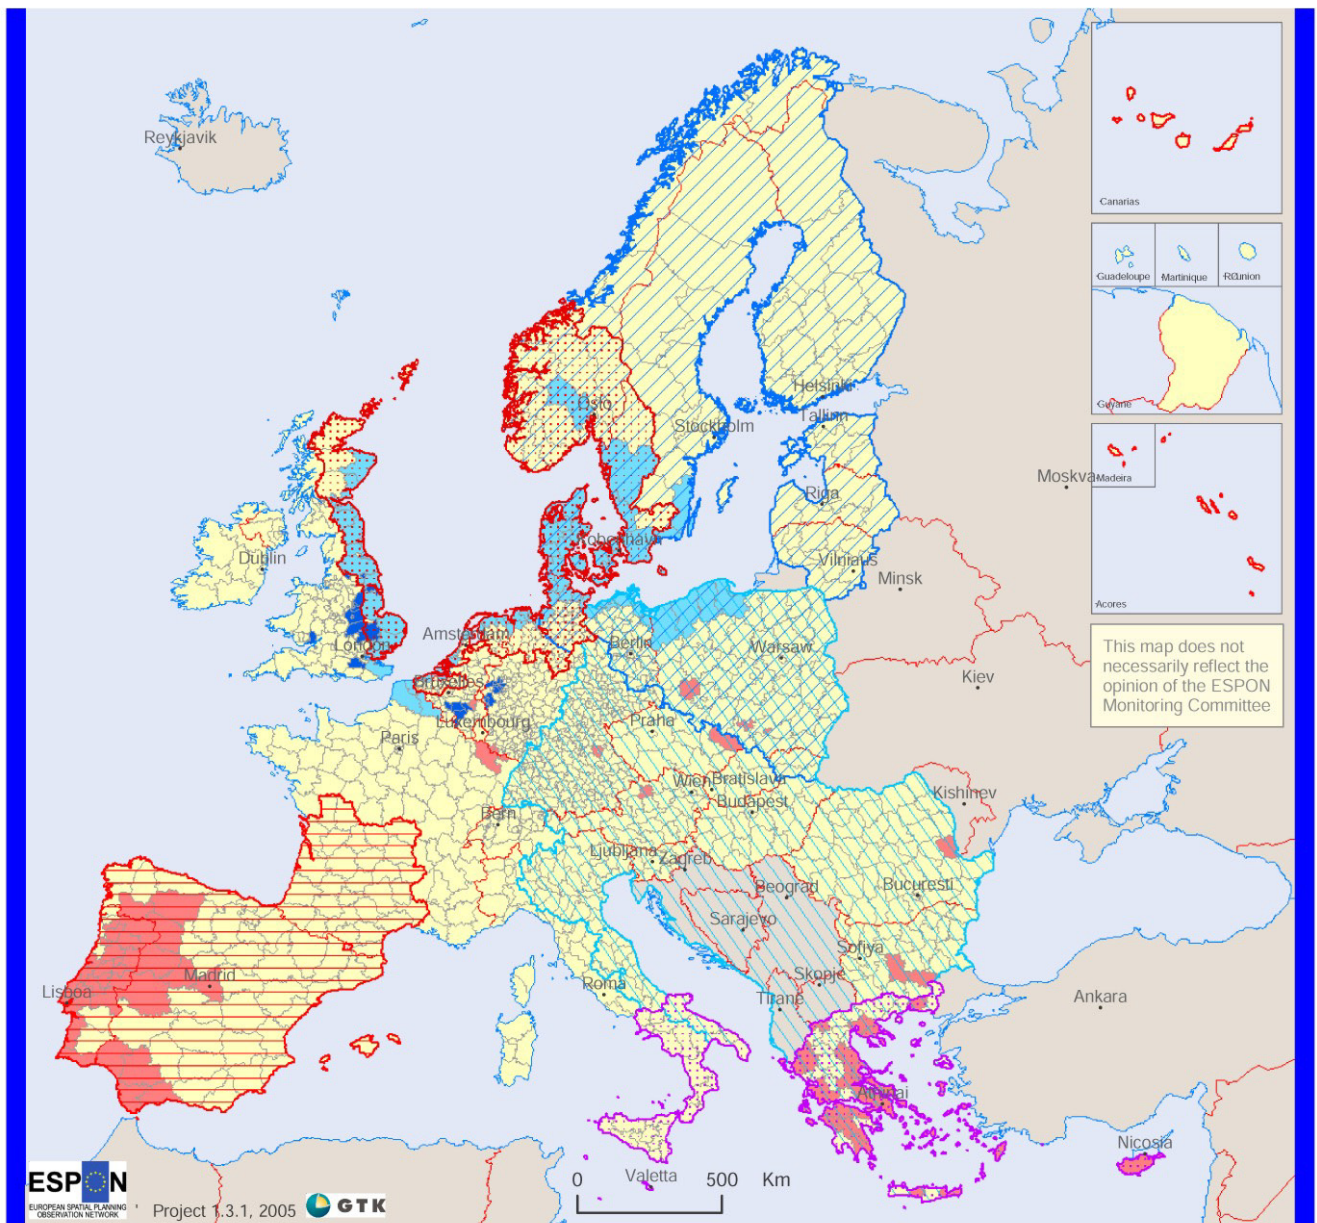 Reykjavik
Canarias
Guadeloupe
Martinique
Guyane
Helsinki
Oslo
Tallinn
Stockholm
Moskva
Madeira
Riga
Dublin
København
Vilniaus
Minsk
Acores
London
Amsterdam
Berlin
Warsaw
This map does not
necessarily reflect the
opinion of the ESPON
Monitoring Committee
Kiev
Bruxelles
Luxembourg
Praha
Paris
Wien
Bratislava
Budapest
Kishinev
Bern
Ljubljana
Zagreb
Beograd
Bucuresti
Sarajevo
Sofiya
Madrid
Lisboa
Roma
Skopje
Tirane
Ankara
Athinai
Nicosia
Valetta
0 500 Km
ESPON
EUROPEAN SPATIAL PLANNING
OBSERVATION NETWORK
Project 1.3.1, 2005
GTK